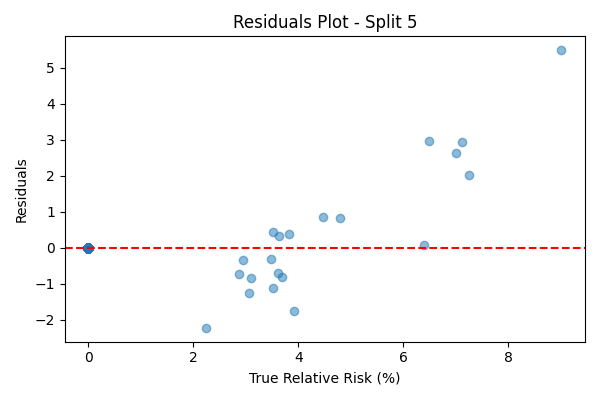 Residuals Plot - Split 5
Residuals
5
4
3
2
1
0
−1
−2
0 2 4 6 8
True Relative Risk (%)